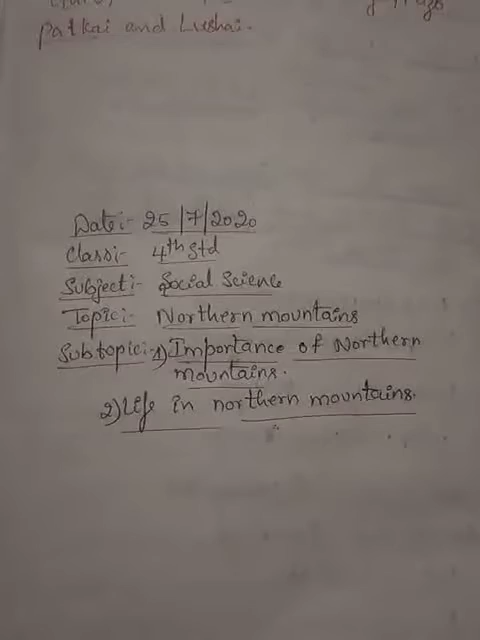 Patkai and Lushai.
Date:- 25/7/2020
Class:- 4th Std
Subject:- Social Science
Topic:- Northern mountains
Subtopic:- 1) Importance of Northern
mountains.
2) Life in northern mountains.